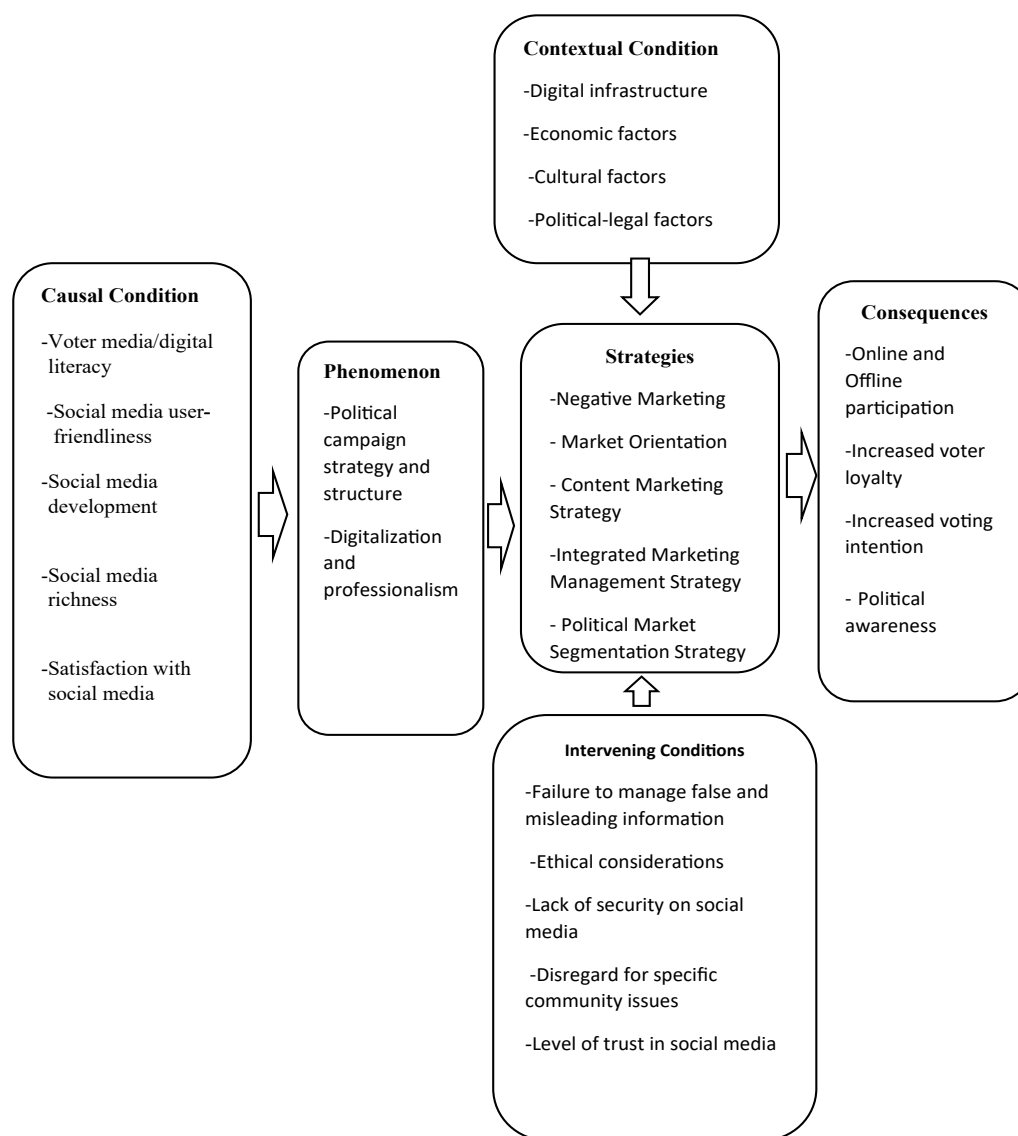 Contextual Condition
-Digital infrastructure
-Economic factors
-Cultural factors
-Political-legal factors
Causal Condition
-Voter media/digital
literacy
-Social media user-
friendliness
-Social media
development
-Social media
richness
-Satisfaction with
social media
Phenomenon
-Political
campaign
strategy and
structure
-Digitalization
and
professionalism
Strategies
-Negative Marketing
- Market Orientation
- Content Marketing
Strategy
-Integrated Marketing
Management Strategy
- Political Market
Segmentation Strategy
Consequences
-Online and
Offline
participation
-Increased voter
loyalty
-Increased voting
intention
- Political
awareness
Intervening Conditions
-Failure to manage false and
misleading information
-Ethical considerations
-Lack of security on social
media
-Disregard for specific
community issues
-Level of trust in social media